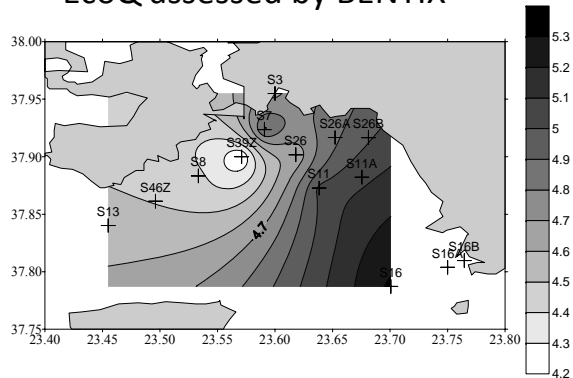 EcoQ assessed by BENTIX
38.00
37.95
37.90
37.85
37.80
37.75
23.40 23.45 23.50 23.55 23.60 23.65 23.70 23.75 23.80
S3
S7
S26A S26B
S39Z S26
S8
S11A
S11
S46Z
S13
4.7
S16B
S16A
S16
5.3
5.2
5.1
5
4.9
4.8
4.7
4.6
4.5
4.4
4.3
4.2